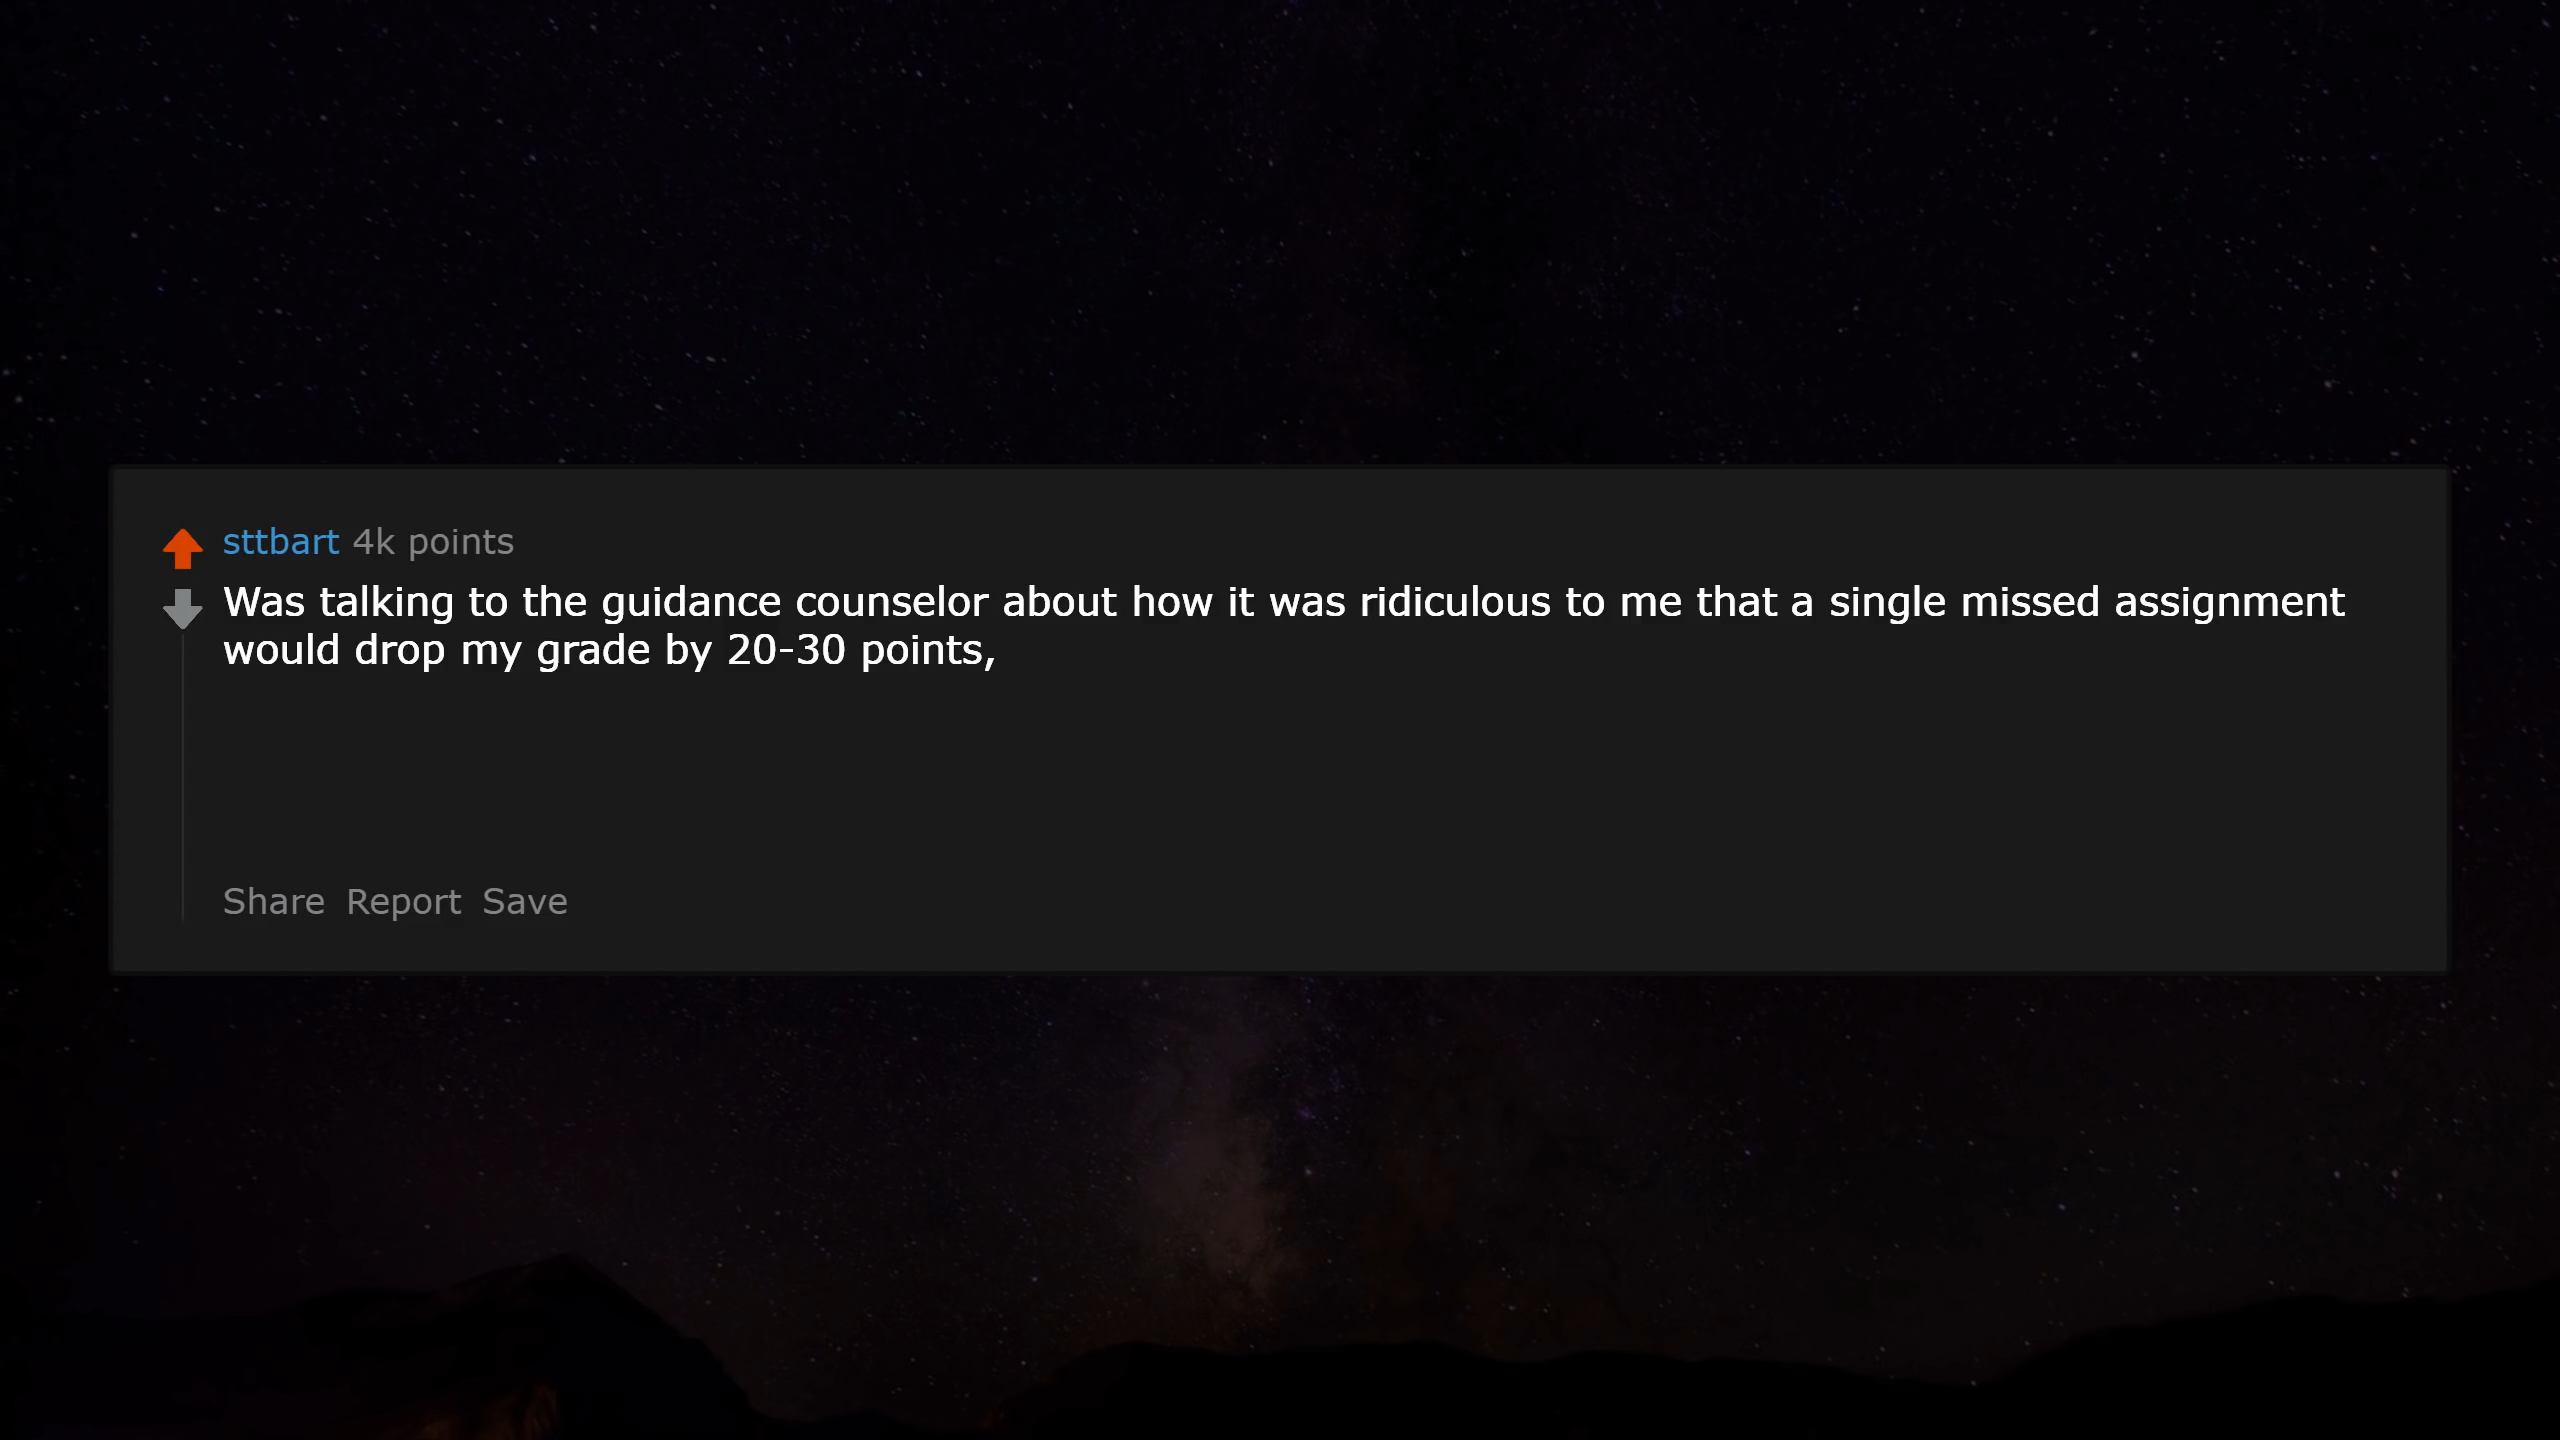 sttbart 4k points
Was talking to the guidance counselor about how it was ridiculous to me that a single missed assignment
would drop my grade by 20-30 points,
Share Report Save